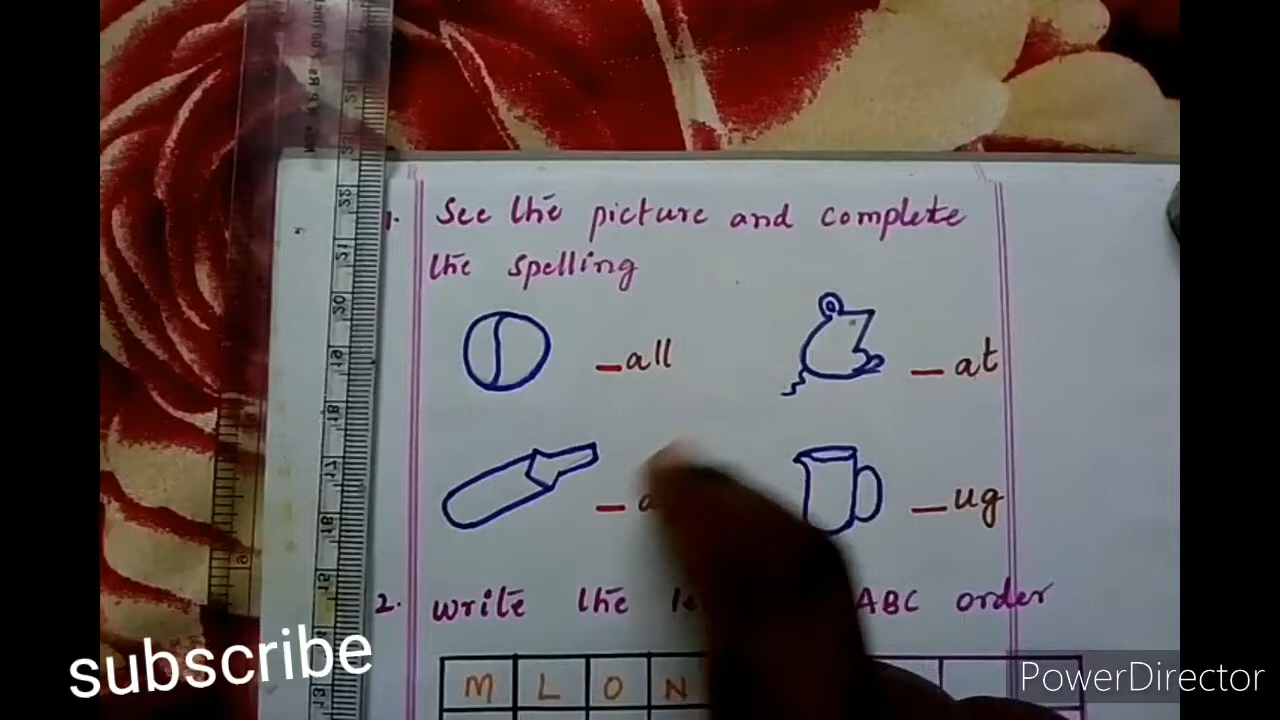 1. See the picture and complete
the spelling
_all
_at
_ug
2. Write the
ABC order
M L O N
subscribe
PowerDirector